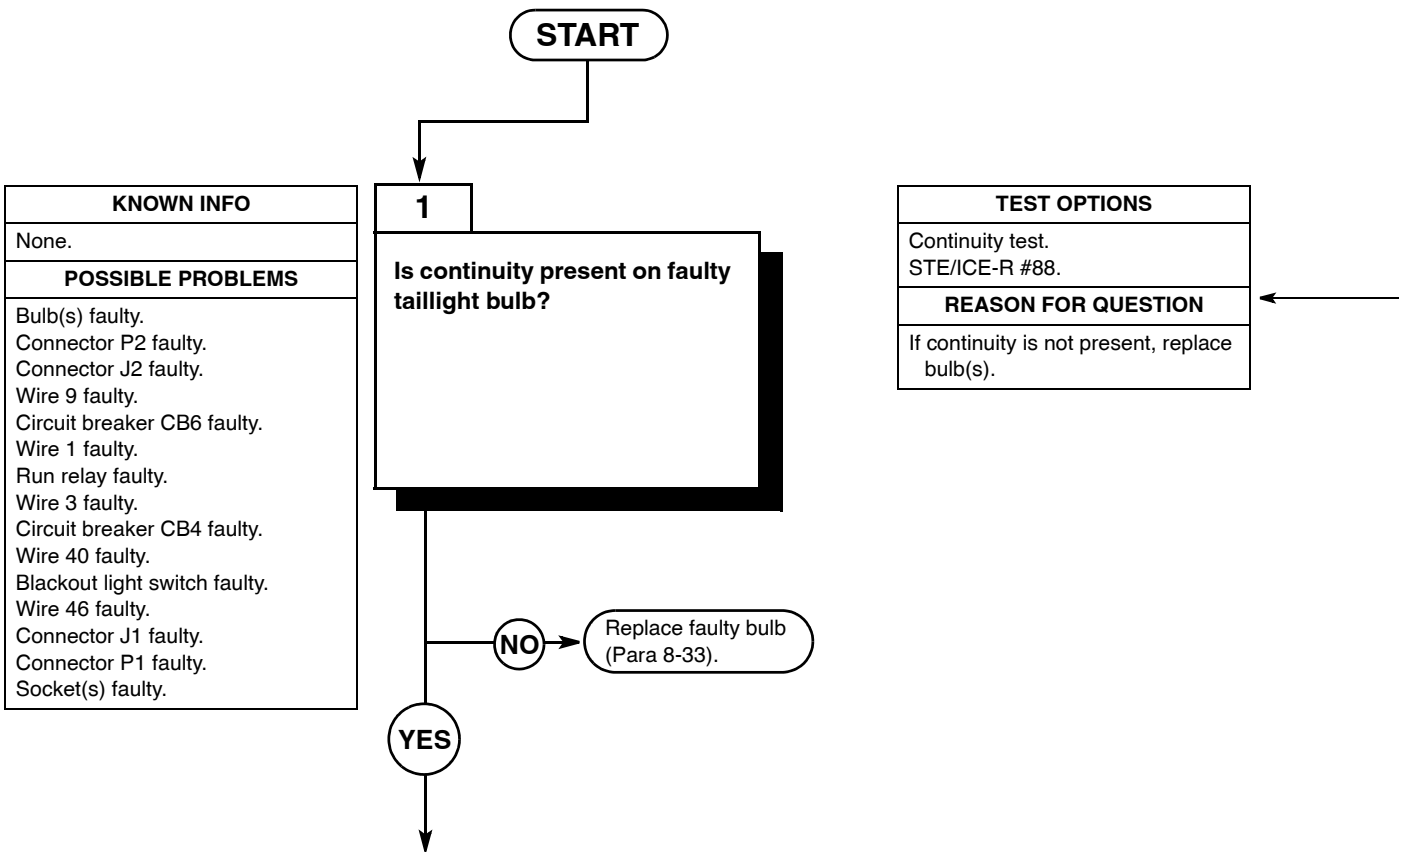 START
KNOWN INFO
None.
POSSIBLE PROBLEMS
Bulb(s) faulty.
Connector P2 faulty.
Connector J2 faulty.
Wire 9 faulty.
Circuit breaker CB6 faulty.
Wire 1 faulty.
Run relay faulty.
Wire 3 faulty.
Circuit breaker CB4 faulty.
Wire 40 faulty.
Blackout light switch faulty.
Wire 46 faulty.
Connector J1 faulty.
Connector P1 faulty.
Socket(s) faulty.
1
Is continuity present on faulty
taillight bulb?
TEST OPTIONS
Continuity test.
STE/ICE-R #88.
REASON FOR QUESTION
If continuity is not present, replace
bulb(s).
NO
Replace faulty bulb
(Para 8-33).
YES